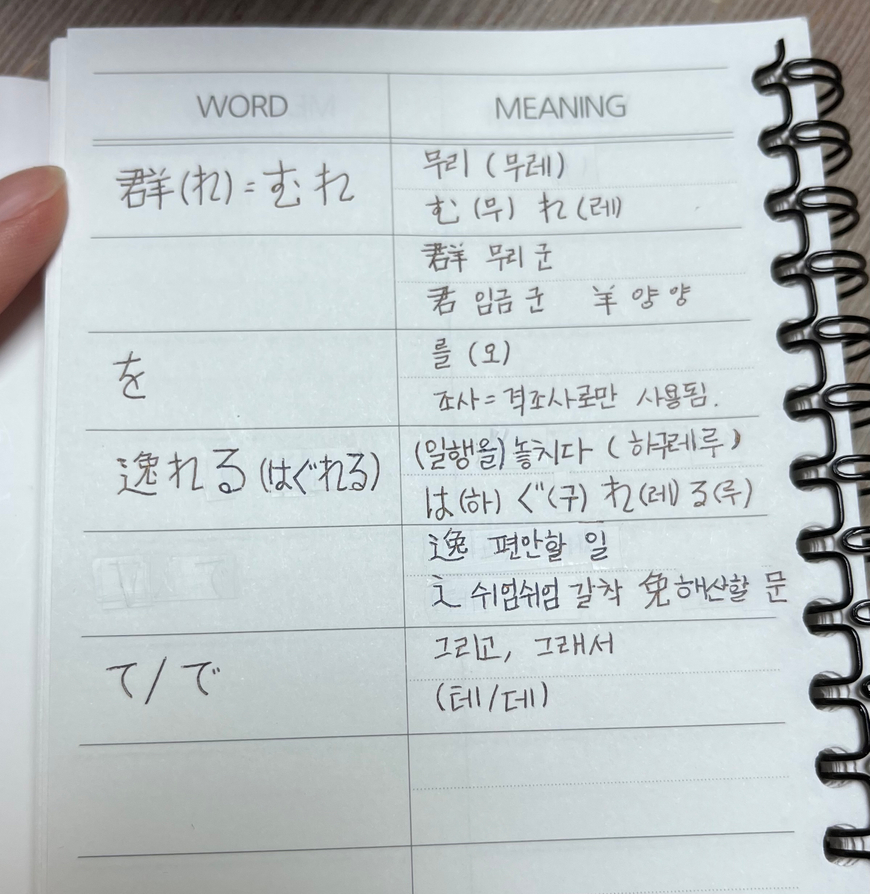 WORD MEANING
群(れ)=むれ
무리 (무레)
む (무) れ (레)
群 무리 군
君 임금 군 羊 양 양
を
를 (오)
조사=격조사로만 사용됨.
逸れる (はぐれる)
(일행을) 놓치다 (하구레루)
は(하) ぐ(구) れ(레) る(루)
逸 편안할 일
辶 쉬엄쉬엄 갈착 免 해산할 문
て/で
그리고, 그래서
(테/데)